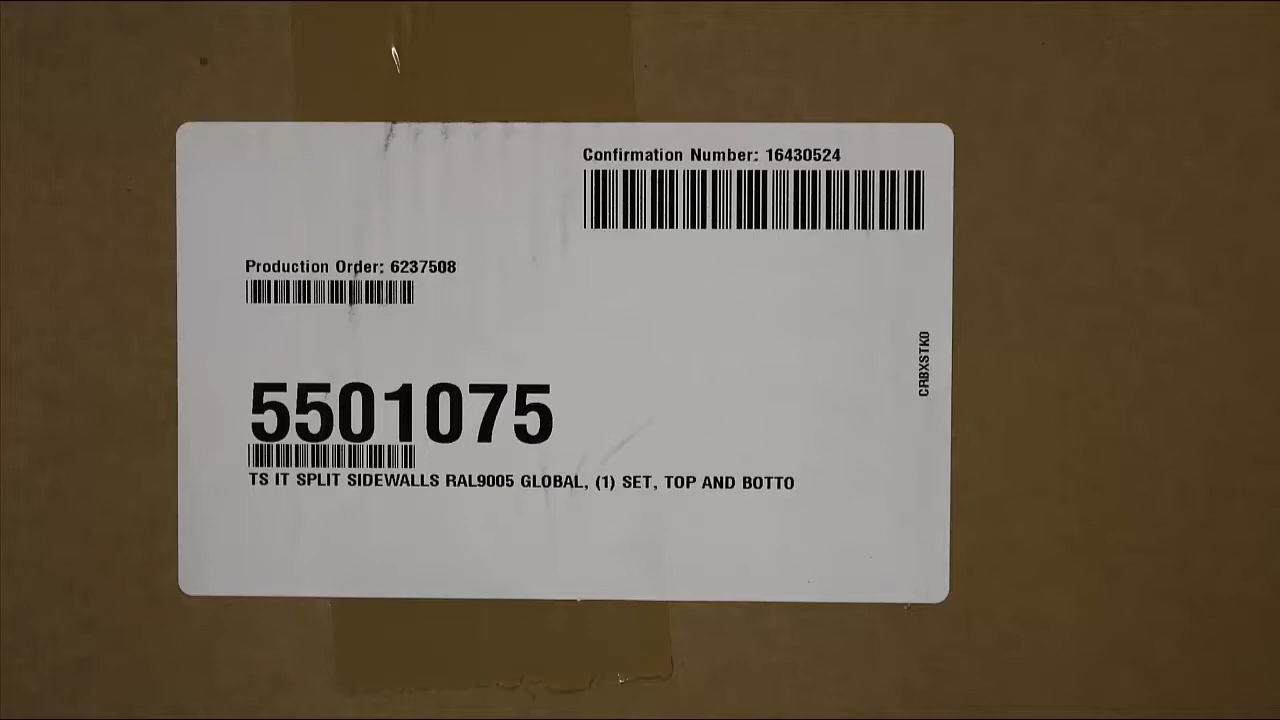 Confirmation Number: 16430524
Production Order: 6237508
CRBXSTK0
5501075
TS IT SPLIT SIDEWALLS RAL9005 GLOBAL, (1) SET, TOP AND BOTTO